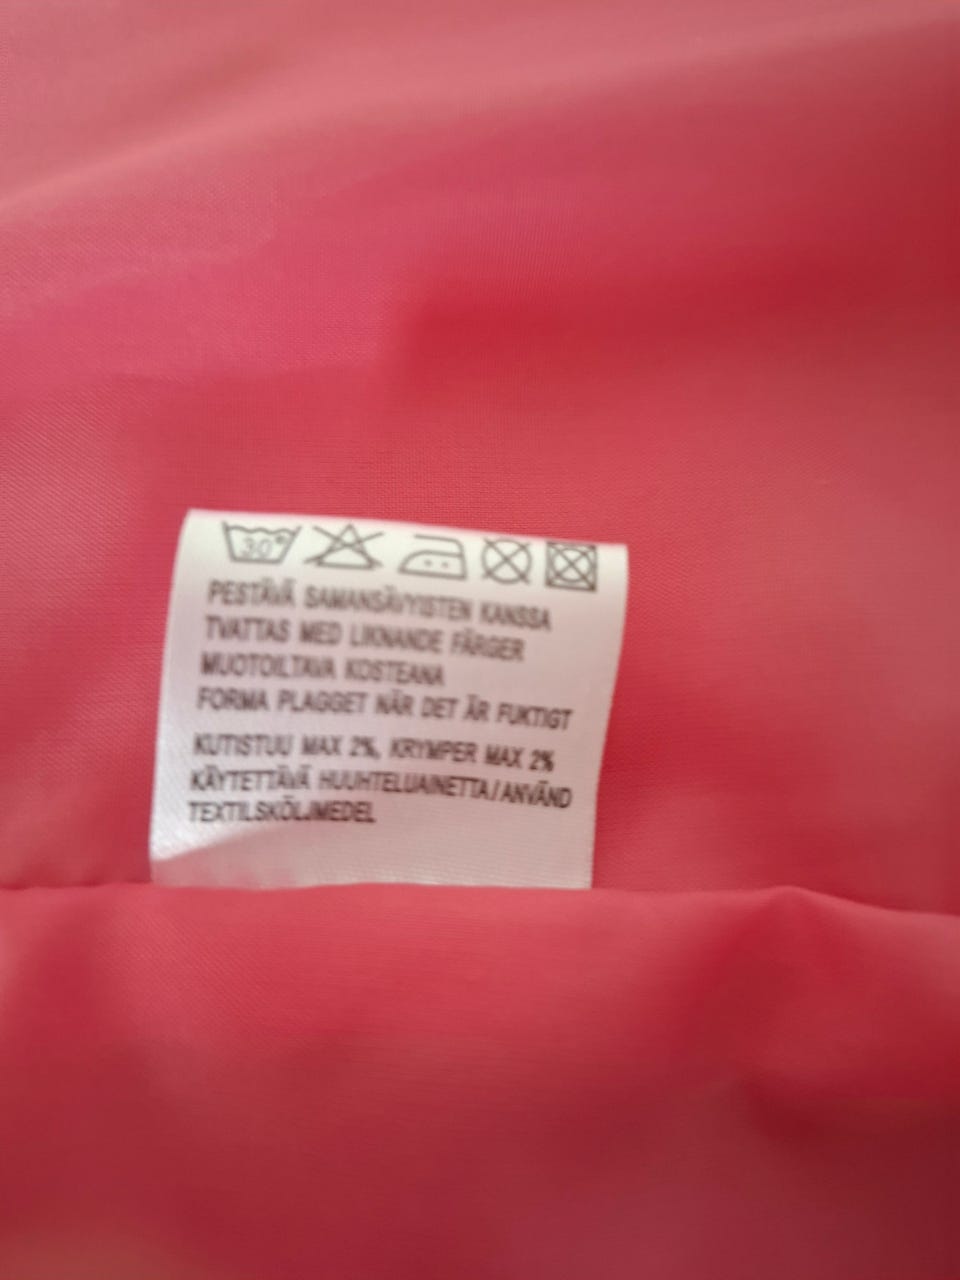 30°
PESTÄVÄ SAMANSÄVYISTEN KANSSA
TVÄTTAS MED LIKNANDE FÄRGER
MUOTOILTAVA KOSTEANA
FORMA PLAGGET NÄR DET ÄR FUKTIGT
KUTISTUU MAX 2%, KRYMPER MAX 2%
KÄYTETTÄVÄ HUUHTELUAINETTA/ANVÄND
TEXTILSKÖLJMEDEL